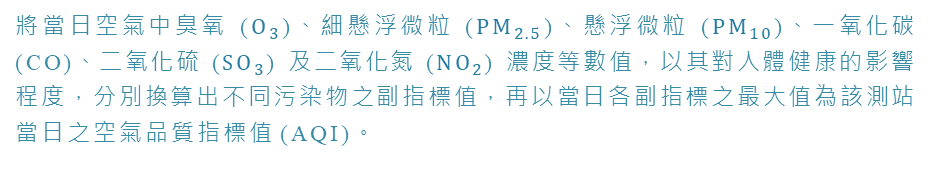 將當日空氣中臭氧 (O₃)、細懸浮微粒 (PM₂.₅)、懸浮微粒 (PM₁₀)、一氧化碳
(CO)、二氧化硫 (SO₃) 及二氧化氮 (NO₂) 濃度等數值，以其對人體健康的影響
程度，分別換算出不同污染物之副指標值，再以當日各副指標之最大值為該測站
當日之空氣品質指標值 (AQI)。